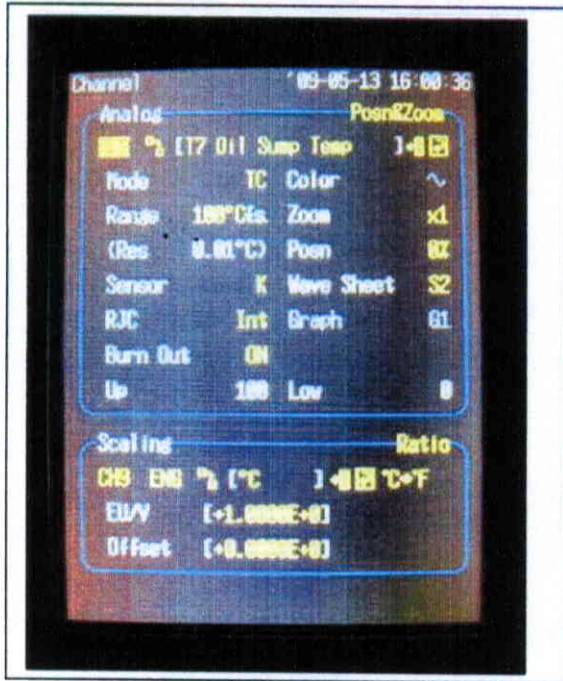 Channel '09-05-13 16:00:36
Analog Posn&Zoom
[T7 Oil Sump Temp ]
Mode TC Color
Range 100°C Zoom x1
(Res 0.01°C) Posn 0%
Sensor K Wave Sheet S2
RJC Int Graph G1
Burn Out ON
Up 100 Low 0
Scaling Ratio
CH9 ENG [°C ] °C→°F
EU/V [+1.0000E+0]
Offset [+0.0000E+0]